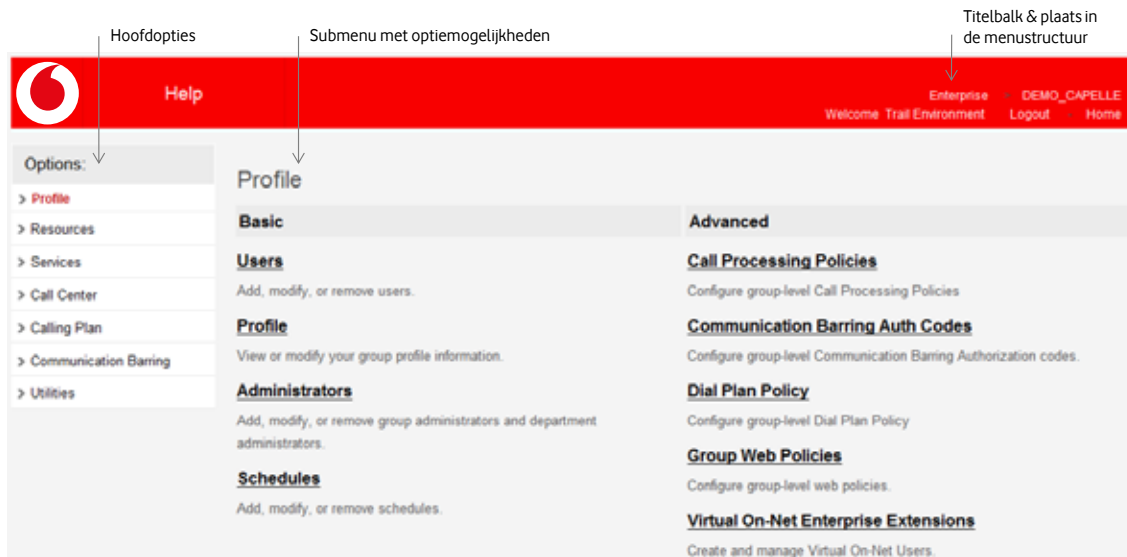 Hoofdopties
Submenu met optiemogelijkheden
Titelbalk & plaats in
de menustructuur
Help
Enterprise DEMO_CAPELLE
Welcome Trail Environment Logout Home
Options:
> Profile
> Resources
> Services
> Call Center
> Calling Plan
> Communication Barring
> Utilities
Profile
Basic
Users
Add, modify, or remove users.
Profile
View or modify your group profile information.
Administrators
Add, modify, or remove group administrators and department
administrators.
Schedules
Add, modify, or remove schedules.
Advanced
Call Processing Policies
Configure group-level Call Processing Policies
Communication Barring Auth Codes
Configure group-level Communication Barring Authorization codes.
Dial Plan Policy
Configure group-level Dial Plan Policy
Group Web Policies
Configure group-level web policies.
Virtual On-Net Enterprise Extensions
Create and manage Virtual On-Net Users.